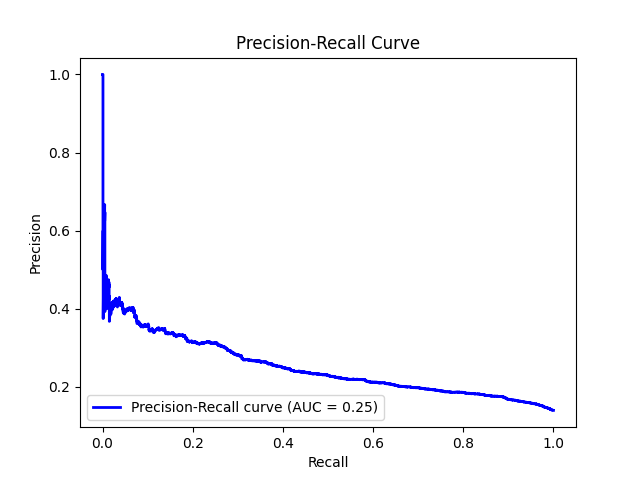 Precision-Recall Curve
1.0
0.8
0.6
0.4
0.2
Precision
Precision-Recall curve (AUC = 0.25)
0.0 0.2 0.4 0.6 0.8 1.0
Recall